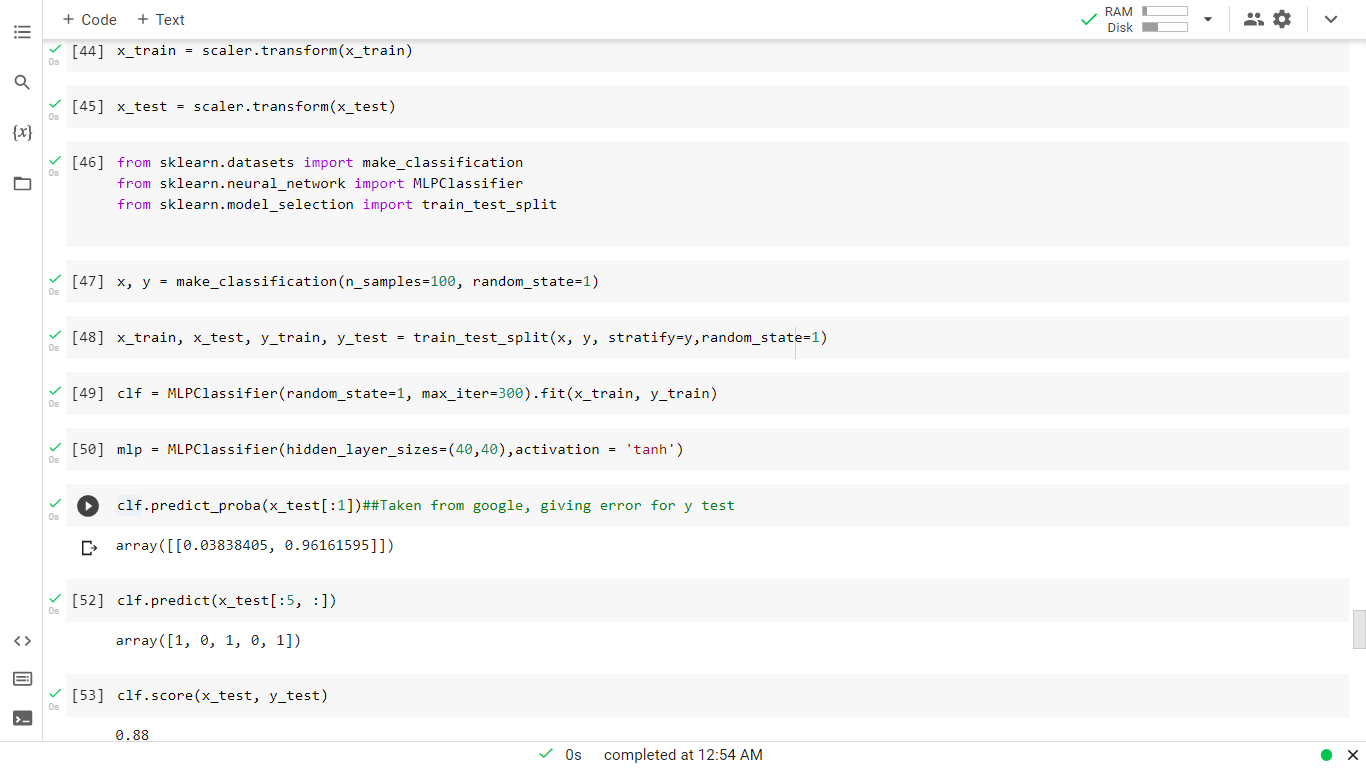 + Code + Text
RAM
Disk
[44] x_train = scaler.transform(x_train)
0s
[45] x_test = scaler.transform(x_test)
0s
{x}
[46] from sklearn.datasets import make_classification
0s
from sklearn.neural_network import MLPClassifier
from sklearn.model_selection import train_test_split
[47] x, y = make_classification(n_samples=100, random_state=1)
0s
[48] x_train, x_test, y_train, y_test = train_test_split(x, y, stratify=y,random_state=1)
0s
[49] clf = MLPClassifier(random_state=1, max_iter=300).fit(x_train, y_train)
0s
[50] mlp = MLPClassifier(hidden_layer_sizes=(40,40),activation = 'tanh')
0s
clf.predict_proba(x_test[:1])##Taken from google, giving error for y test
0s
array([[0.03838405, 0.96161595]])
[52] clf.predict(x_test[:5, :])
0s
array([1, 0, 1, 0, 1])
[53] clf.score(x_test, y_test)
0s
0.88
0s completed at 12:54 AM